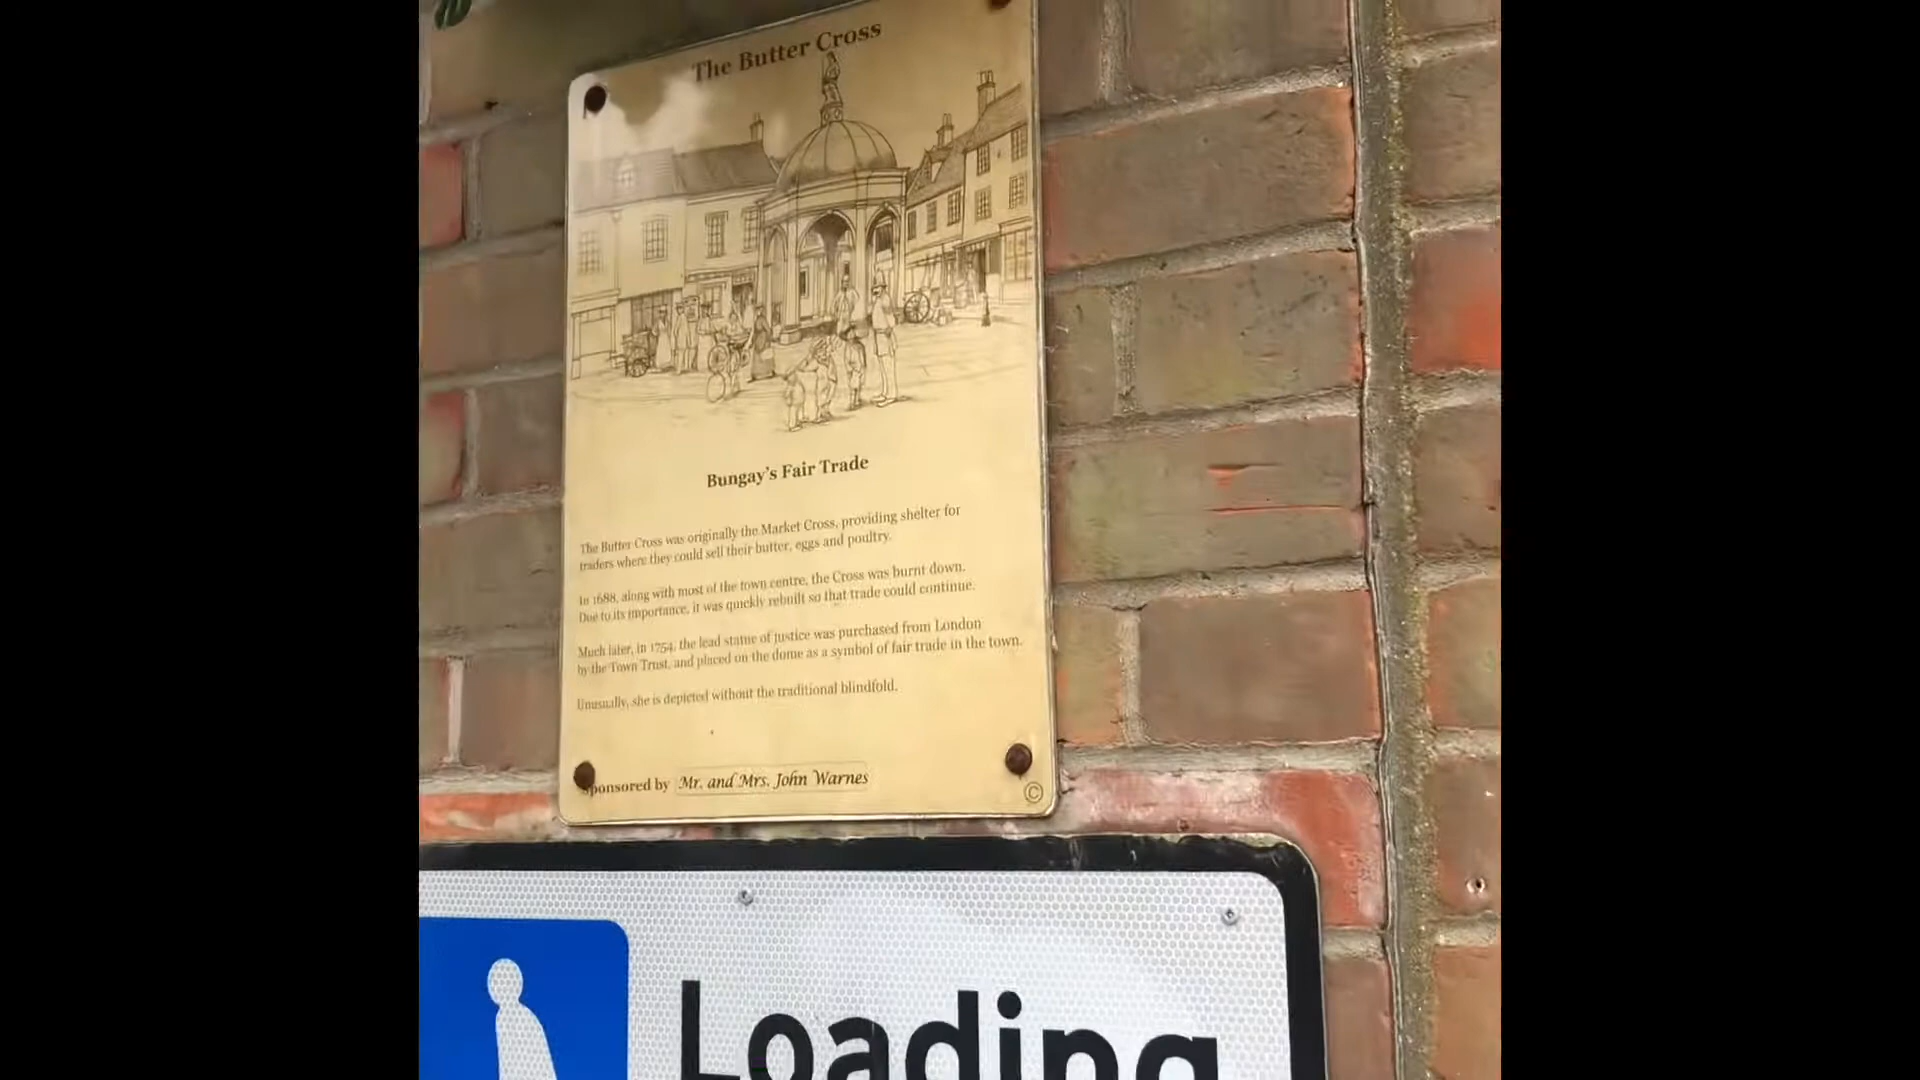 The Butter Cross
Bungay's Fair Trade
The Butter Cross was originally the Market Cross, providing shelter for
traders where they could sell their butter, eggs and poultry.
In 1688, along with most of the town centre, the Cross was burnt down.
Due to its importance, it was quickly rebuilt so that trade could continue.
Much later, in 1754, the lead statue of justice was purchased from London
by the Town Trust, and placed on the dome as a symbol of fair trade in the town.
Unusually, she is depicted without the traditional blindfold.
Sponsored by Mr. and Mrs. John Warnes
©
Loading